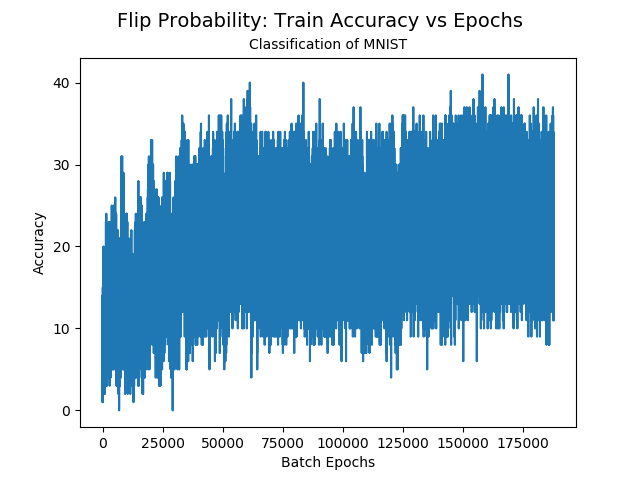 Flip Probability: Train Accuracy vs Epochs
Classification of MNIST
40
30
20
10
0
Accuracy
0 25000 50000 75000 100000 125000 150000 175000
Batch Epochs